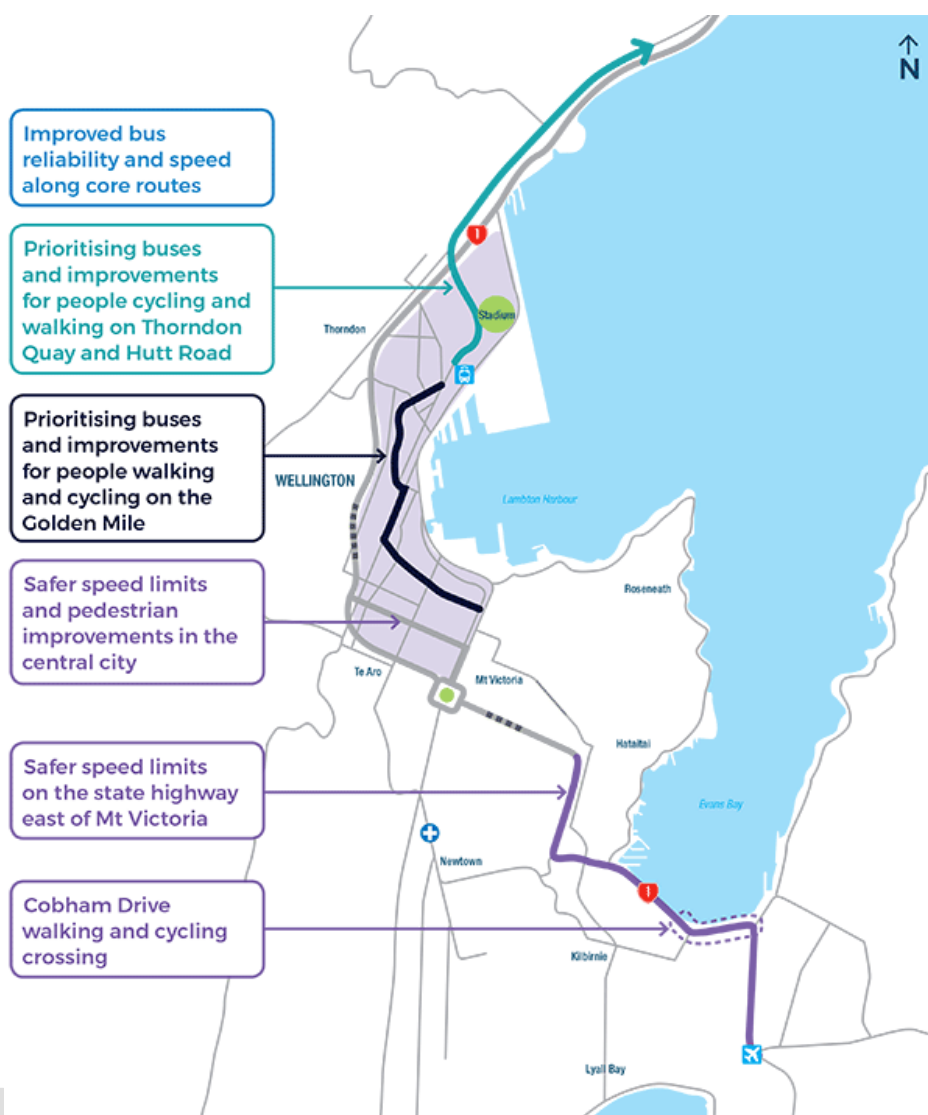 N
Improved bus
reliability and speed
along core routes
Prioritising buses
and improvements
for people cycling and
walking on Thorndon
Quay and Hutt Road
1
Stadium
Thorndon
Prioritising buses
and improvements
for people walking
and cycling on the
Golden Mile
WELLINGTON
Lambton Harbour
Safer speed limits
and pedestrian
improvements in the
central city
Roseneath
Te Aro
Mt Victoria
Hataitai
Safer speed limits
on the state highway
east of Mt Victoria
Evans Bay
Newtown
Cobham Drive
walking and cycling
crossing
1
Kilbirnie
Lyall Bay